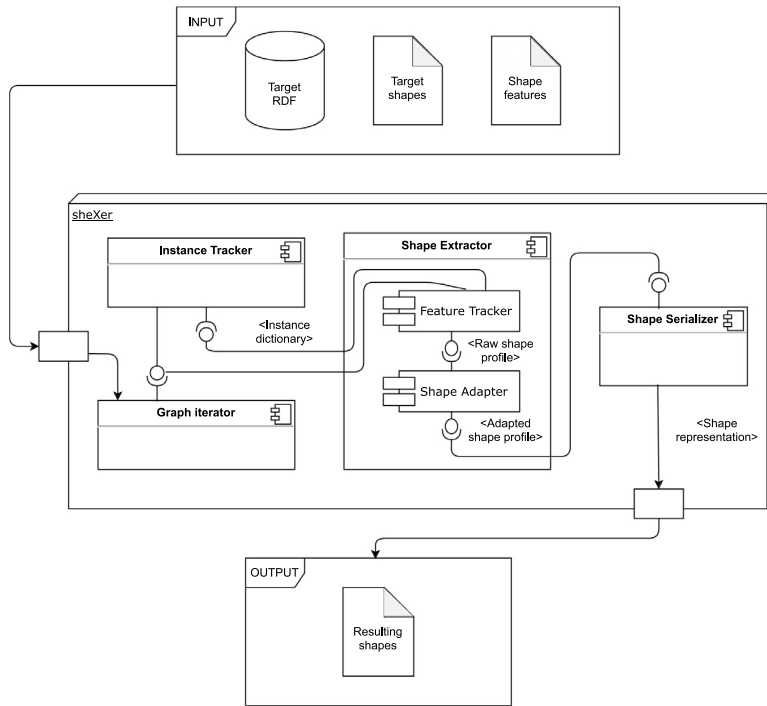 INPUT
Target
RDF
Target
shapes
Shape
features
sheXer
Instance Tracker
Shape Extractor
Feature Tracker
<Instance
dictionary>
Shape Serializer
<Raw shape
profile>
Shape Adapter
Graph iterator
<Adapted
shape profile>
<Shape
representation>
OUTPUT
Resulting
shapes